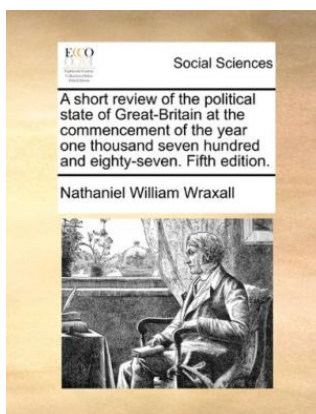 ECCO
Social Sciences
A short review of the political
state of Great-Britain at the
commencement of the year
one thousand seven hundred
and eighty-seven. Fifth edition.
Nathaniel William Wraxall